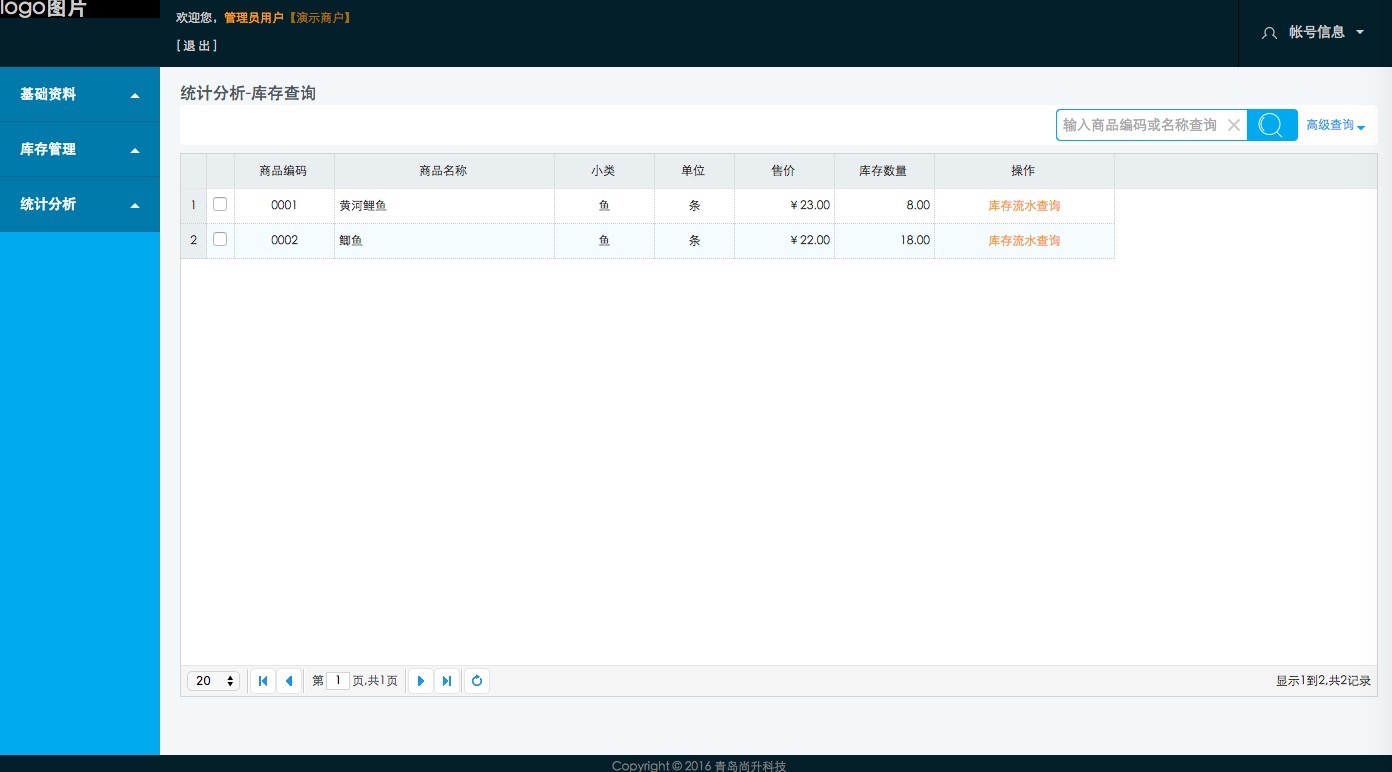 logo图片
欢迎您，管理员用户【演示商户】
[ 退 出 ]
帐号信息
基础资料
库存管理
统计分析
统计分析-库存查询
输入商品编码或名称查询
高级查询
商品编码 商品名称 小类 单位 售价 库存数量 操作
1 0001 黄河鲤鱼 鱼 条 ￥23.00 8.00 库存流水查询
2 0002 鲫鱼 鱼 条 ￥22.00 18.00 库存流水查询
20 第 1 页,共1页 显示1到2,共2记录
Copyright © 2016 青岛尚升科技